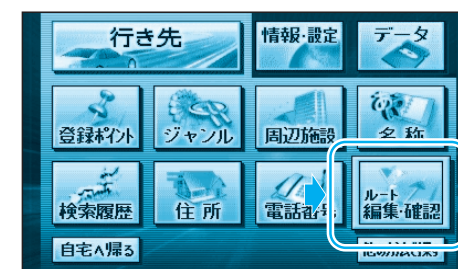 行き先 情報・設定 データ
登録ポイント ジャンル 周辺施設 名称
検索履歴 住所 電話番号 ルート
編集・確認
自宅へ帰る